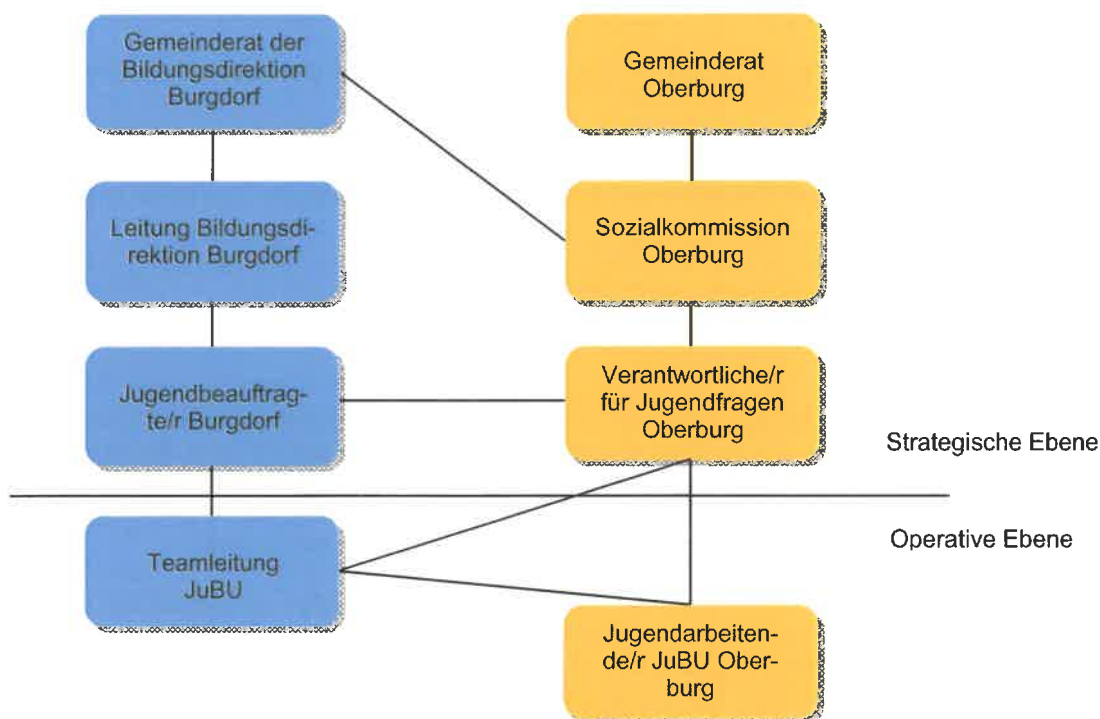 Gemeinderat der
Bildungsdirektion
Burgdorf
Gemeinderat
Oberburg
Leitung Bildungsdi-
rektion Burgdorf
Sozialkommission
Oberburg
Jugendbeauftrag-
te/r Burgdorf
Verantwortliche/r
für Jugendfragen
Oberburg
Strategische Ebene
Operative Ebene
Teamleitung
JuBU
Jugendarbeiten-
de/r JuBU Ober-
burg